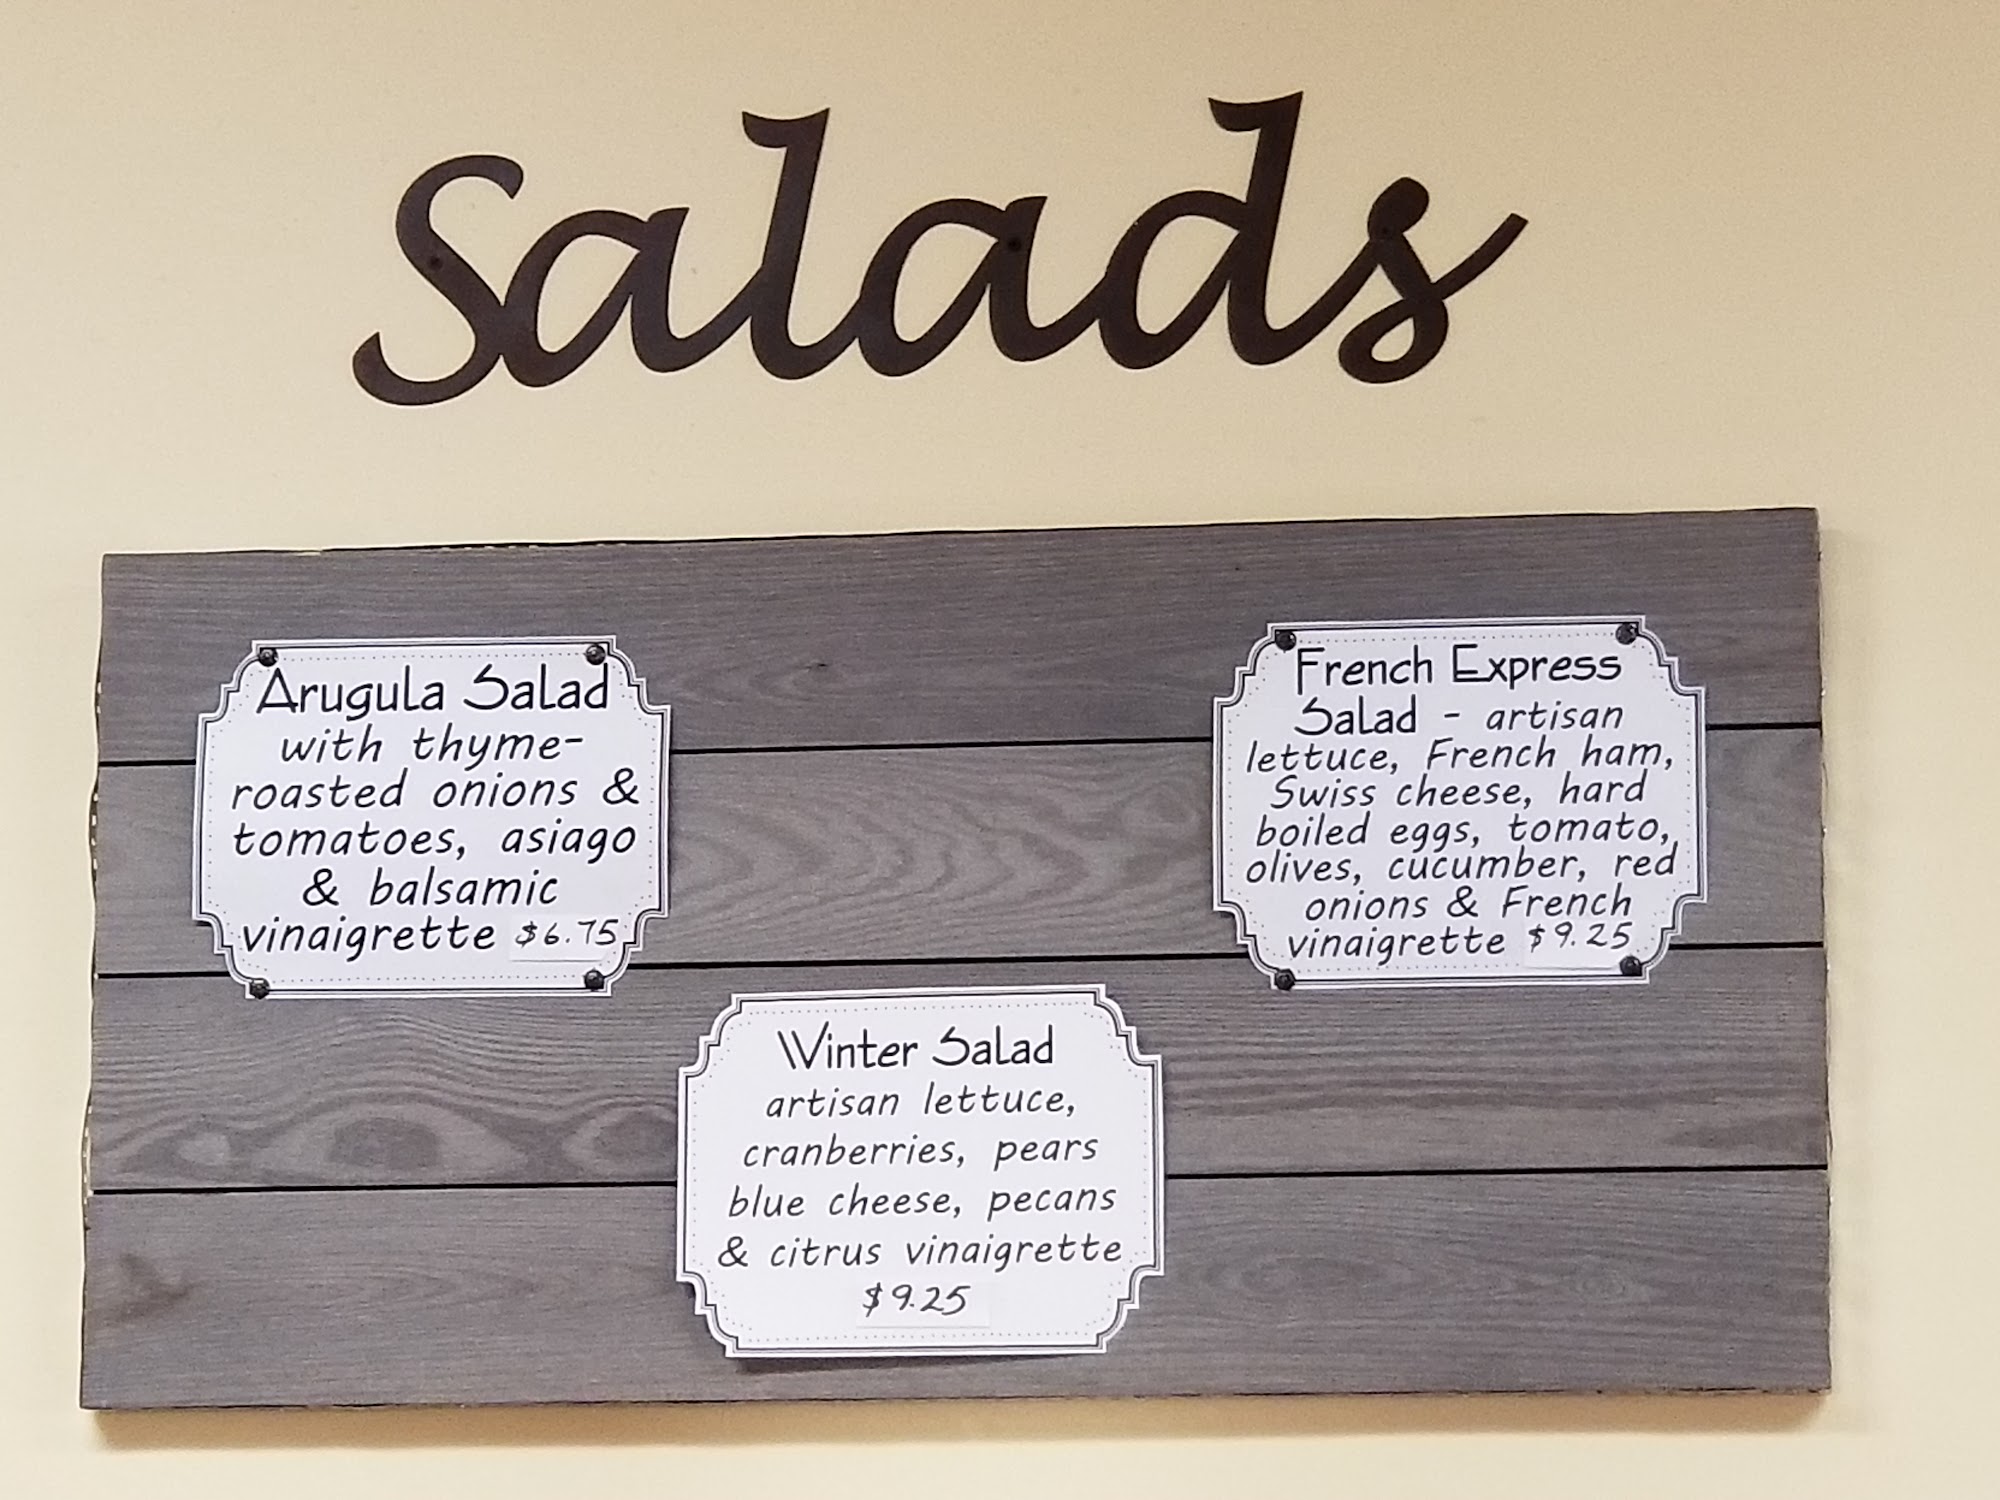 Salads
Arugula Salad
with thyme-
roasted onions &
tomatoes, asiago
& balsamic
vinaigrette $6.75
French Express
Salad - artisan
lettuce, French ham,
Swiss cheese, hard
boiled eggs, tomato,
olives, cucumber, red
onions & French
vinaigrette $9.25
Winter Salad
artisan lettuce,
cranberries, pears
blue cheese, pecans
& citrus vinaigrette
$9.25